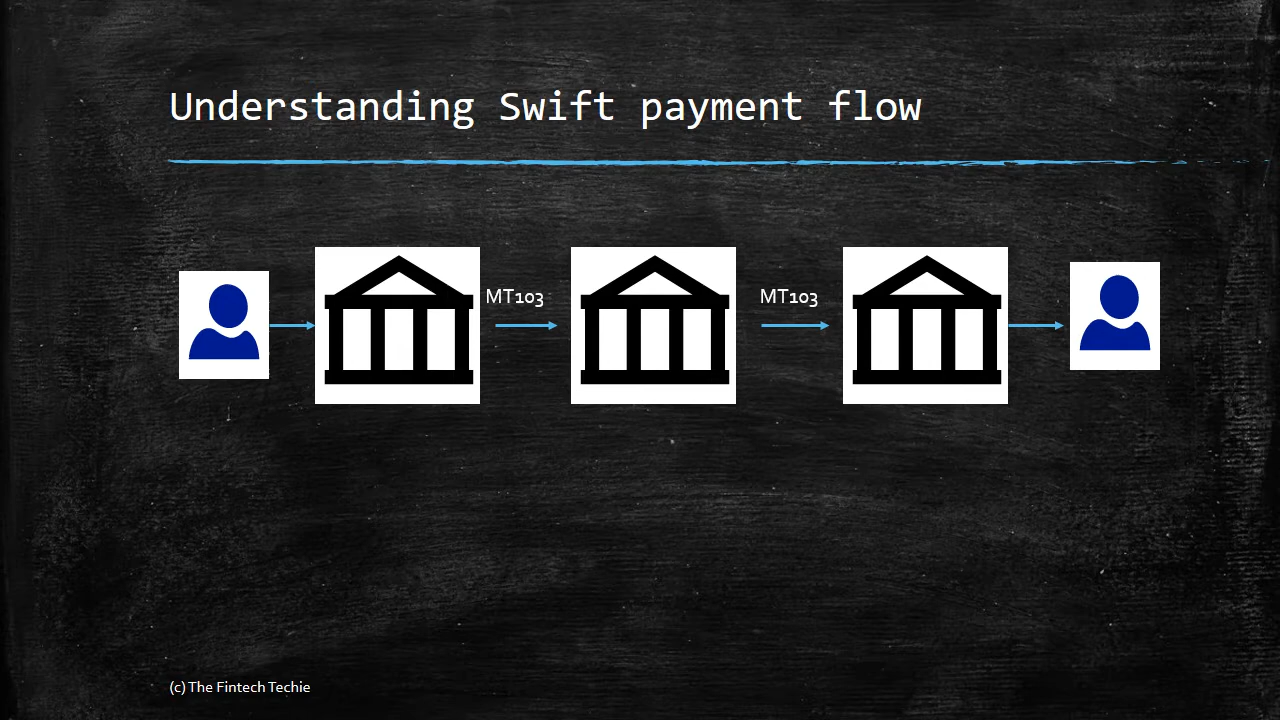 Understanding Swift payment flow
MT103
MT103
(c) The Fintech Techie